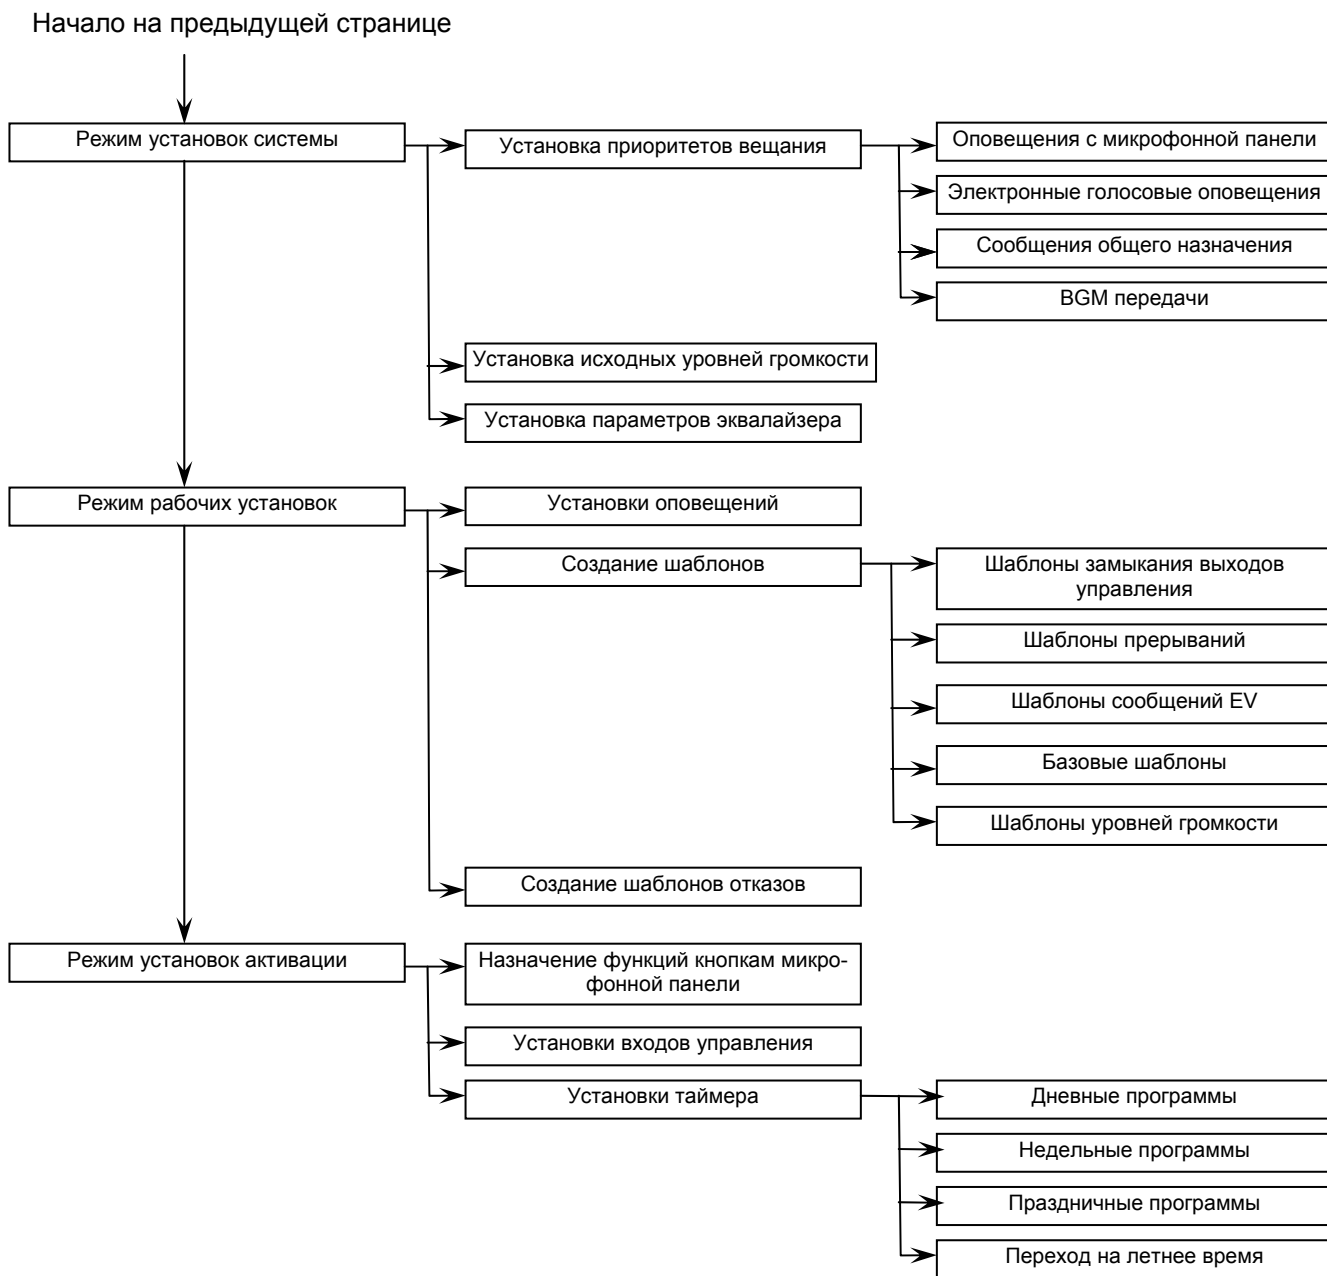 Начало на предыдущей странице
Режим установок системы
Установка приоритетов вещания
Оповещения с микрофонной панели
Электронные голосовые оповещения
Сообщения общего назначения
BGM передачи
Установка исходных уровней громкости
Установка параметров эквалайзера
Режим рабочих установок
Установки оповещений
Создание шаблонов
Шаблоны замыкания выходов
управления
Шаблоны прерываний
Шаблоны сообщений EV
Базовые шаблоны
Шаблоны уровней громкости
Создание шаблонов отказов
Режим установок активации
Назначение функций кнопкам микро-
фонной панели
Установки входов управления
Установки таймера
Дневные программы
Недельные программы
Праздничные программы
Переход на летнее время